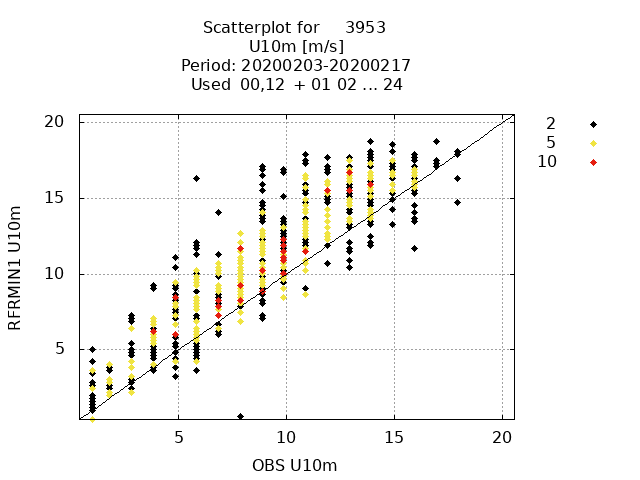 Scatterplot for 3953
U10m [m/s]
Period: 20200203-20200217
Used 00,12 + 01 02 ... 24
20
15
10
5
5
10
15
20
RFRMIN1 U10m
OBS U10m
2
5
10